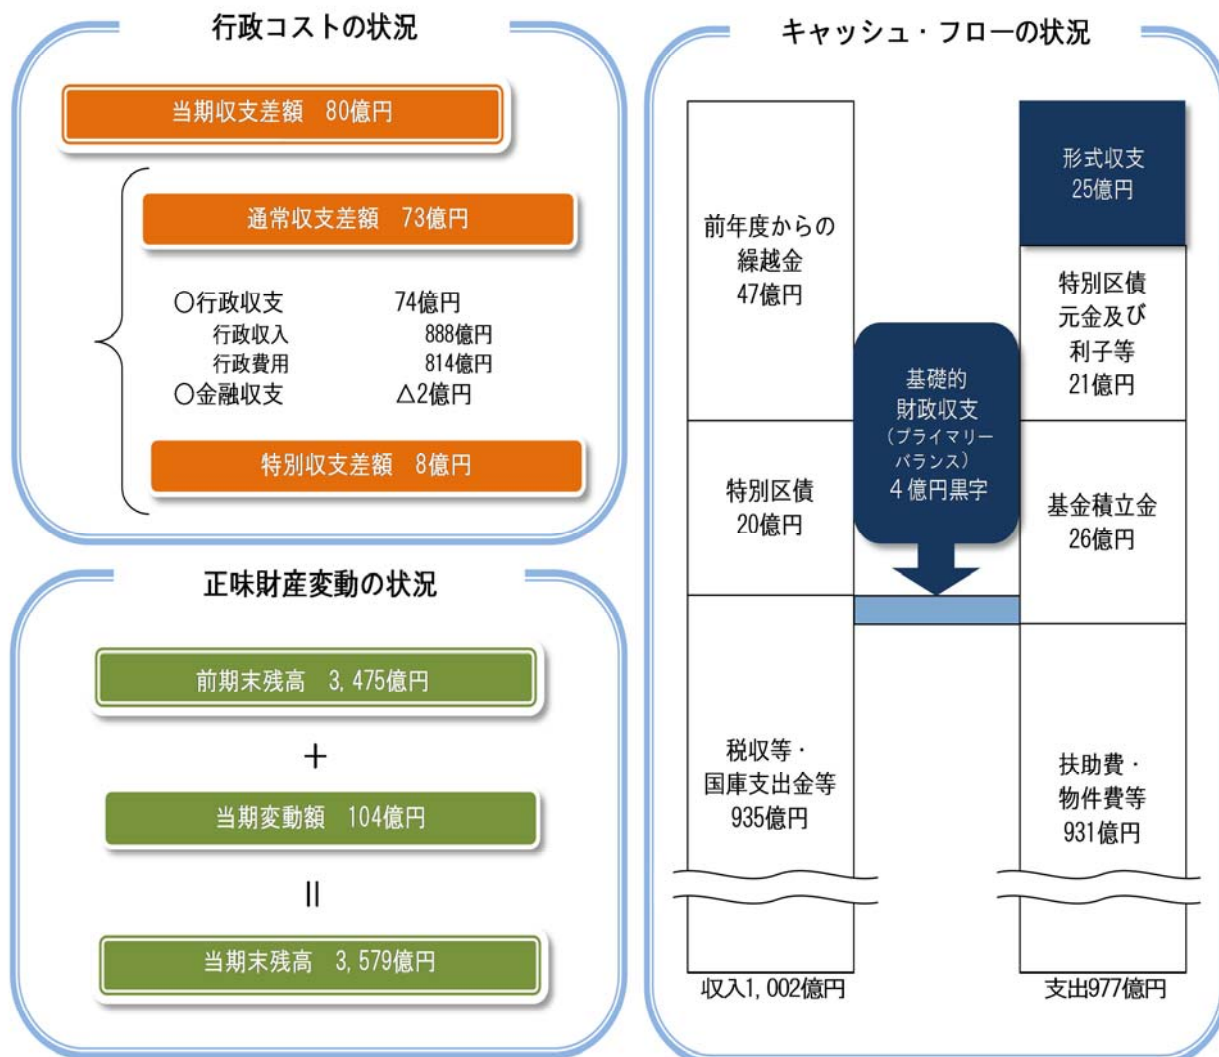 行政コストの状況
当期収支差額 80億円
通常収支差額 73億円
〇行政収支 74億円
行政収入 888億円
行政費用 814億円
〇金融収支 △2億円
特別収支差額 8億円
正味財産変動の状況
前期末残高 3,475億円
＋
当期変動額 104億円
＝
当期末残高 3,579億円
キャッシュ・フローの状況
前年度からの
繰越金
47億円
特別区債
20億円
税収等・
国庫支出金等
935億円
収入1,002億円
基礎的
財政収支
（プライマリー
バランス）
４億円黒字
形式収支
25億円
特別区債
元金及び
利子等
21億円
基金積立金
26億円
扶助費・
物件費等
931億円
支出977億円